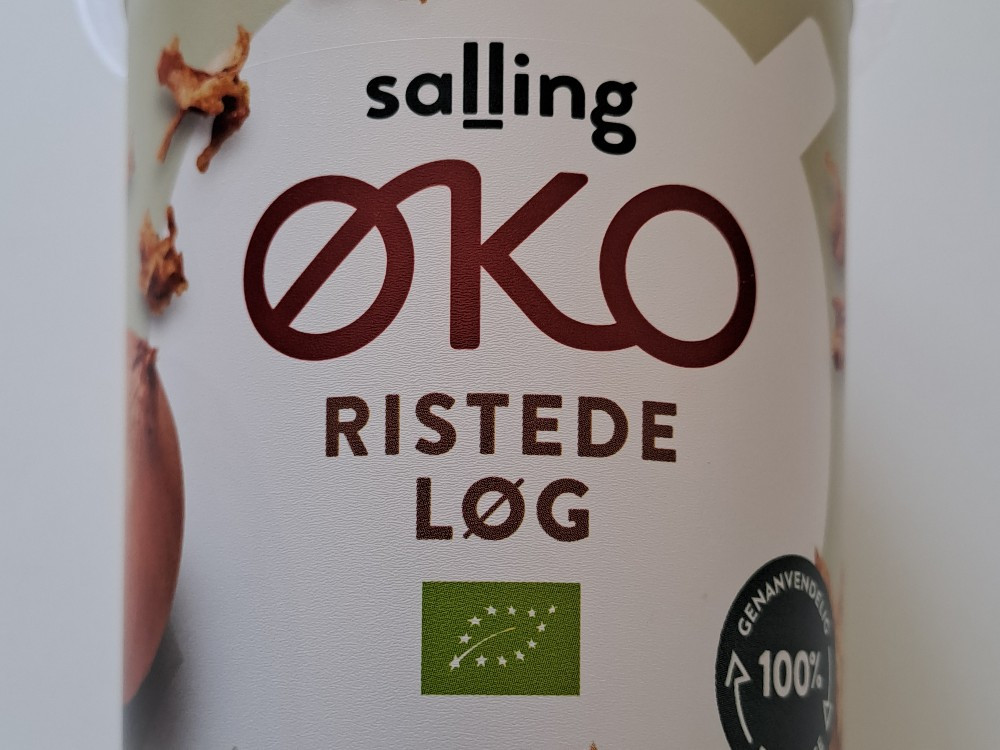 salling
ØKO
RISTEDE
LØG
GENANVENDELIG
100%